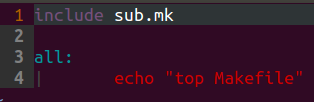 1 include sub.mk
2
3 all:
4 |       echo "top Makefile"